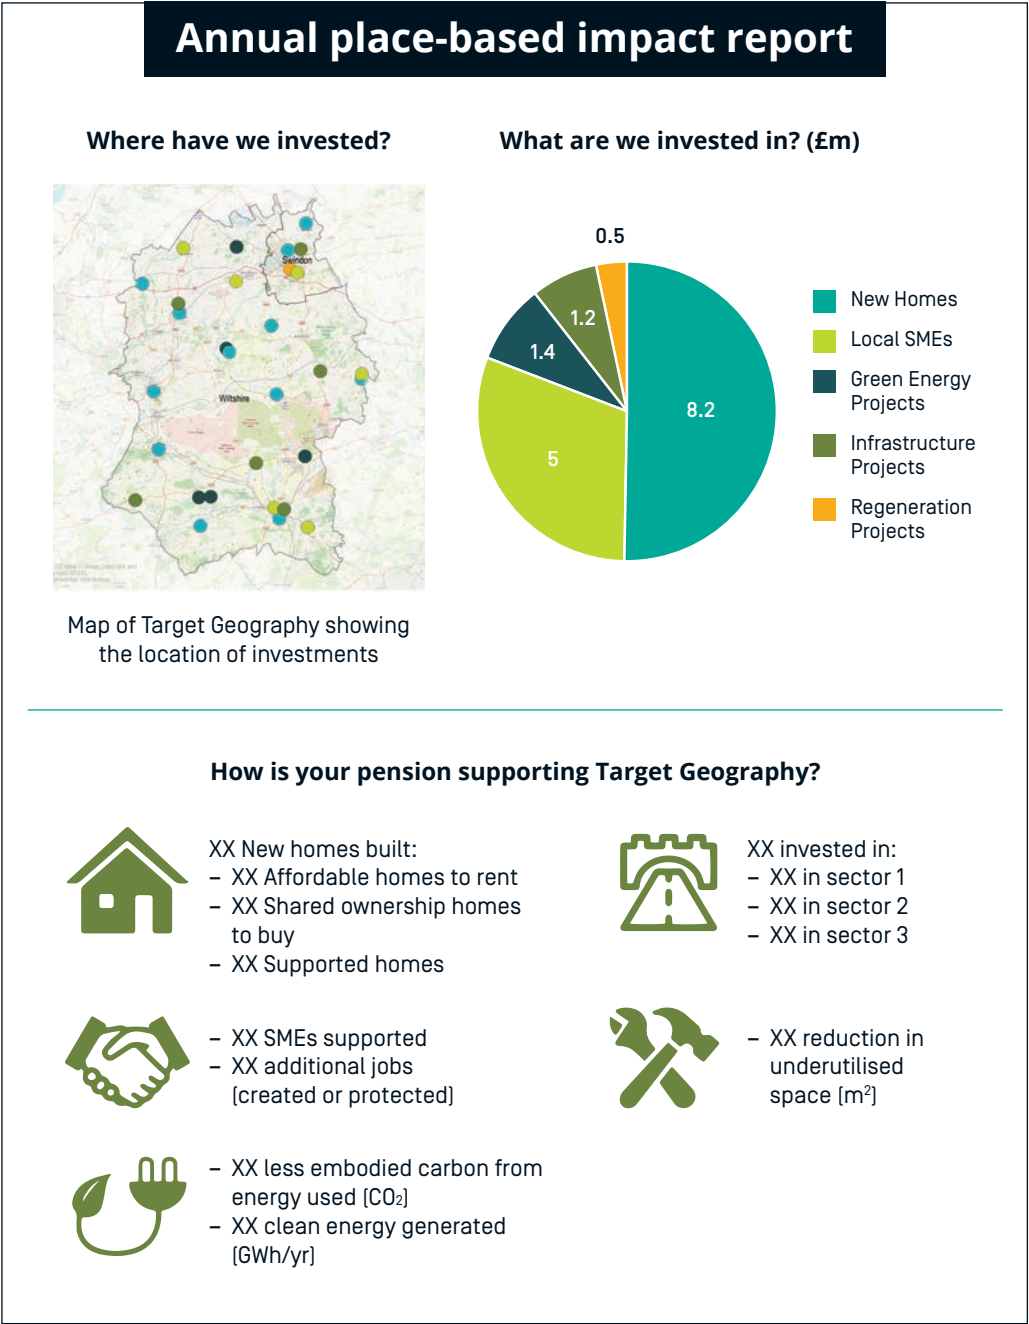 Annual place-based impact report
Where have we invested?
What are we invested in? (£m)
Swindon
Wiltshire
0.5
1.2
1.4
8.2
5
New Homes
Local SMEs
Green Energy
Projects
Infrastructure
Projects
Regeneration
Projects
Map of Target Geography showing
the location of investments
How is your pension supporting Target Geography?
XX New homes built:
– XX Affordable homes to rent
– XX Shared ownership homes
to buy
– XX Supported homes
XX invested in:
– XX in sector 1
– XX in sector 2
– XX in sector 3
– XX SMEs supported
– XX additional jobs
(created or protected)
– XX reduction in
underutilised
space (m²)
– XX less embodied carbon from
energy used (CO₂)
– XX clean energy generated
(GWh/yr)